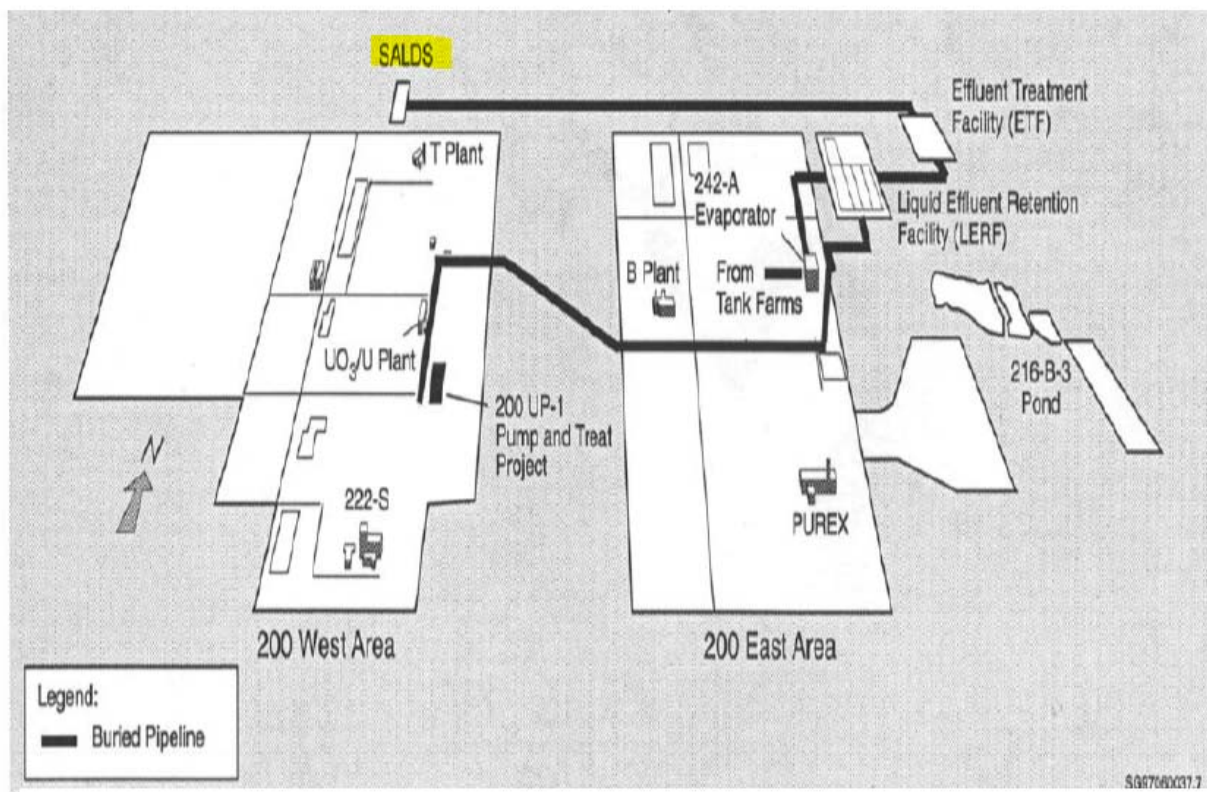 SALDS
Effluent Treatment
Facility (ETF)
T Plant
242-A
Evaporator
Liquid Effluent Retention
Facility (LERF)
B Plant
From
Tank Farms
UO3/U Plant
216-B-3
Pond
200 UP-1
Pump and Treat
Project
N
222-S
PUREX
200 West Area
200 East Area
Legend:
Buried Pipeline
SG97060037.7